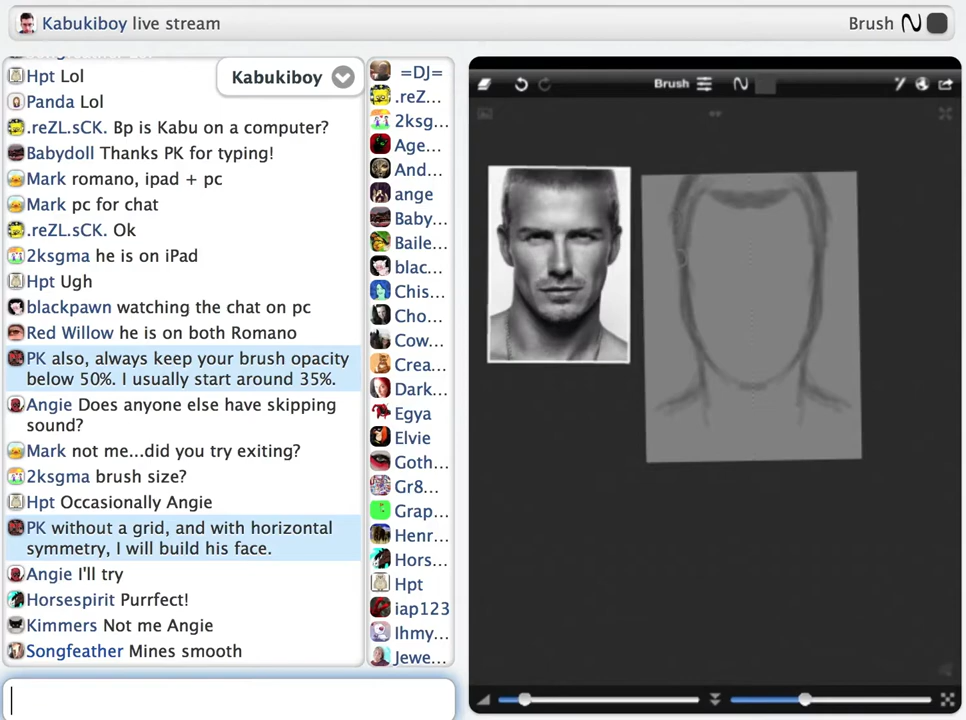 Kabukiboy live stream
Brush
Kabukiboy
Hpt Lol
Panda Lol
.reZL.sCK. Bp is Kabu on a computer?
Babydoll Thanks PK for typing!
Mark romano, ipad + pc
Mark pc for chat
.reZL.sCK. Ok
2ksgma he is on iPad
Hpt Ugh
blackpawn watching the chat on pc
Red Willow he is on both Romano
PK also, always keep your brush opacity
below 50%. I usually start around 35%.
Angie Does anyone else have skipping
sound?
Mark not me...did you try exiting?
2ksgma brush size?
Hpt Occasionally Angie
PK without a grid, and with horizontal
symmetry, I will build his face.
Angie I'll try
Horsespirit Purrfect!
Kimmers Not me Angie
Songfeather Mines smooth
=DJ=
.reZ...
2ksg...
Age...
And...
ange
Baby...
Baile...
blac...
Chis...
Cho...
Cow...
Crea...
Dark...
Egya
Elvie
Goth...
Gr8...
Grap...
Henr...
Hors...
Hpt
iap123
Ihmy...
Jewe...
Brush